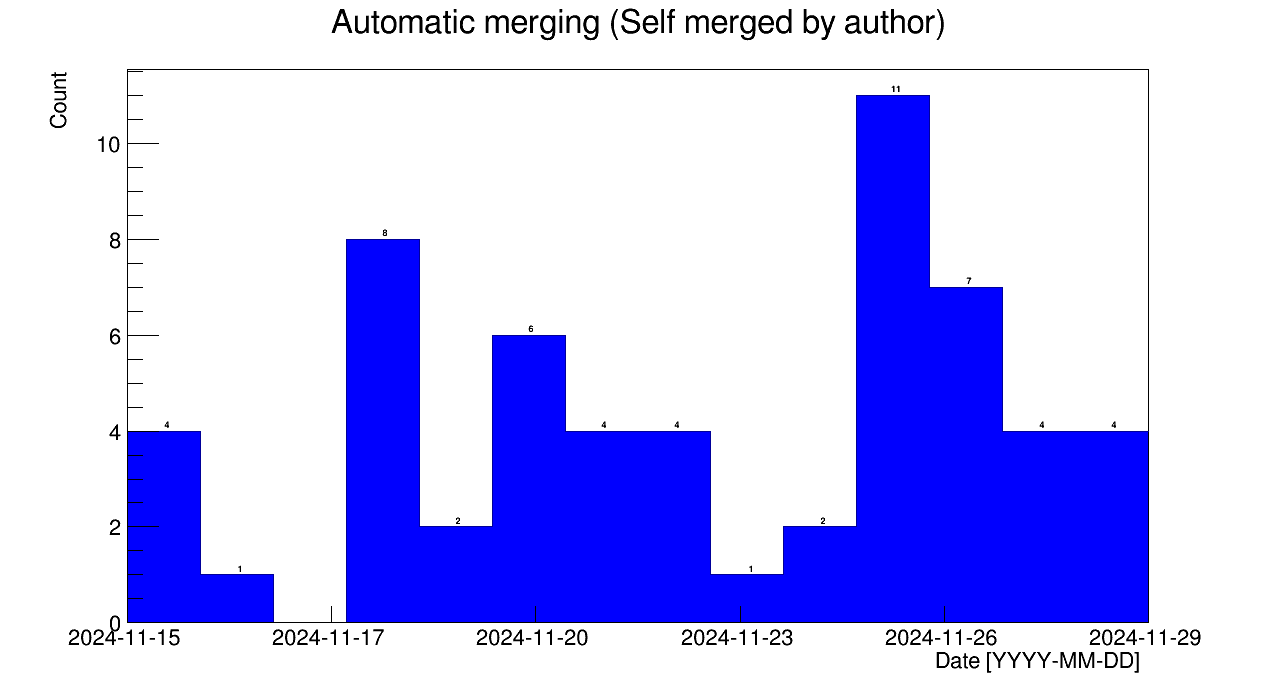 Automatic merging (Self merged by author)
Count
11
10
8
8
7
6
6
4
4 4 4 4 4
2
2 2
1 1
0
2024-11-15 2024-11-17 2024-11-20 2024-11-23 2024-11-26 2024-11-29
Date [YYYY-MM-DD]